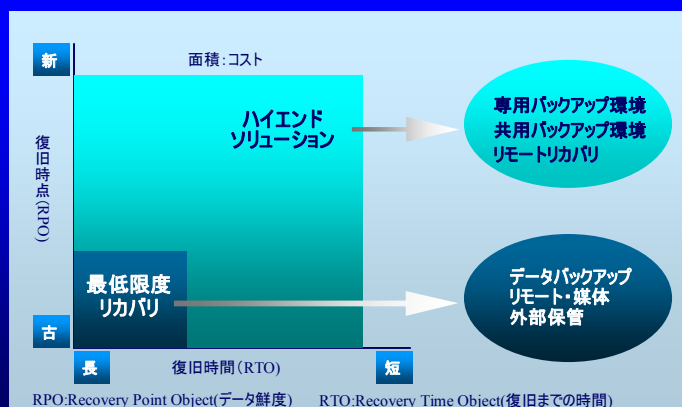 新
面積:コスト
ハイエンド
ソリューション
専用バックアップ環境
共用バックアップ環境
リモートリカバリ
復旧時点(RPO)
最低限度
リカバリ
データバックアップ
リモート・媒体
外部保管
古
長
復旧時間(RTO)
短
RPO:Recovery Point Object(データ鮮度)
RTO:Recovery Time Object(復旧までの時間)